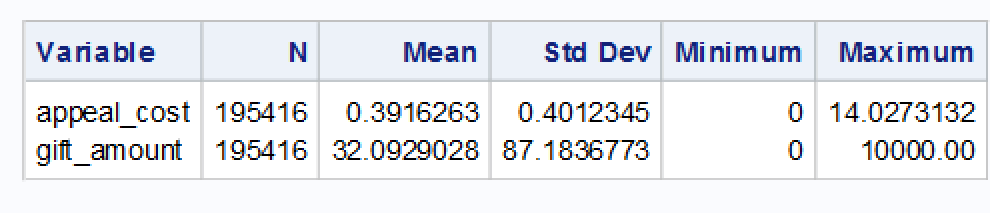 Variable N Mean Std Dev Minimum Maximum
appeal_cost 195416 0.3916263 0.4012345 0 14.0273132
gift_amount 195416 32.0929028 87.1836773 0 10000.00